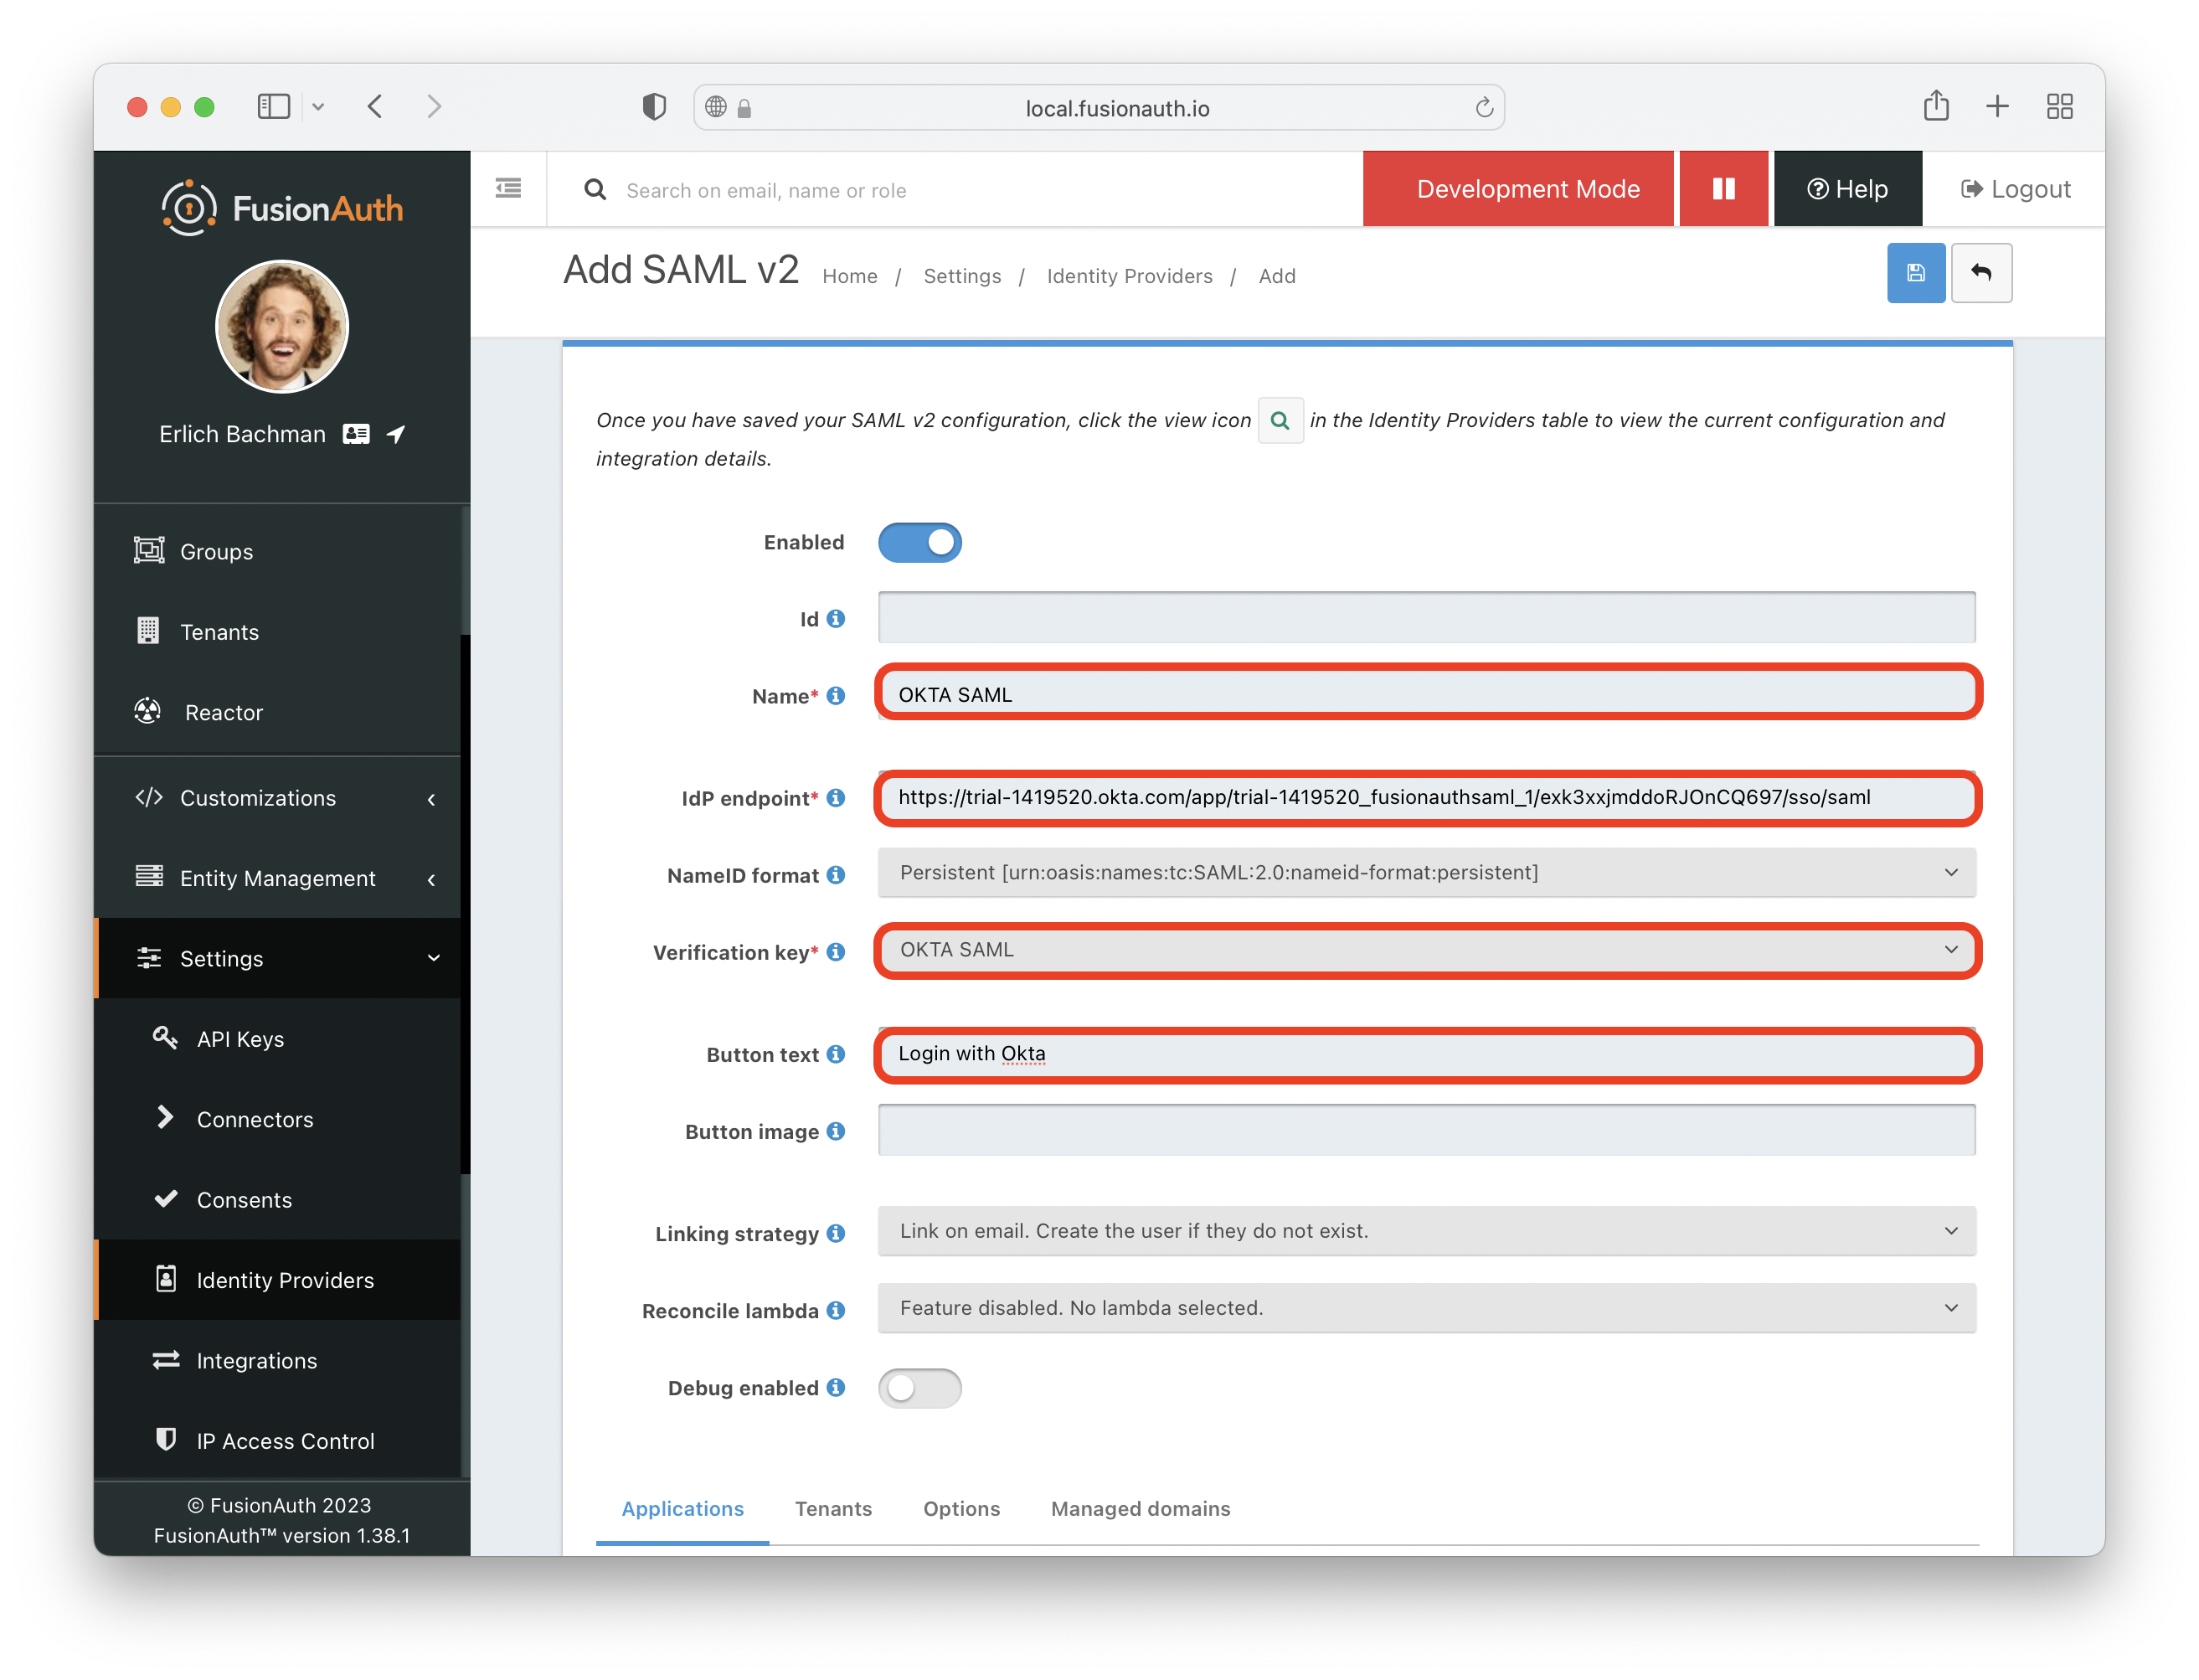 local.fusionauth.io
FusionAuth
Search on email, name or role
Development Mode
Help
Logout
Add SAML v2
Home / Settings / Identity Providers / Add
Erlich Bachman
Groups
Tenants
Reactor
Customizations
Entity Management
Settings
API Keys
Connectors
Consents
Identity Providers
Integrations
IP Access Control
© FusionAuth 2023
FusionAuth™ version 1.38.1
Once you have saved your SAML v2 configuration, click the view icon in the Identity Providers table to view the current configuration and
integration details.
Enabled
Id
Name* OKTA SAML
IdP endpoint* https://trial-1419520.okta.com/app/trial-1419520_fusionauthsaml_1/exk3xxjmddoRJOnCQ697/sso/saml
NameID format Persistent [urn:oasis:names:tc:SAML:2.0:nameid-format:persistent]
Verification key* OKTA SAML
Button text Login with Okta
Button image
Linking strategy Link on email. Create the user if they do not exist.
Reconcile lambda Feature disabled. No lambda selected.
Debug enabled
Applications Tenants Options Managed domains